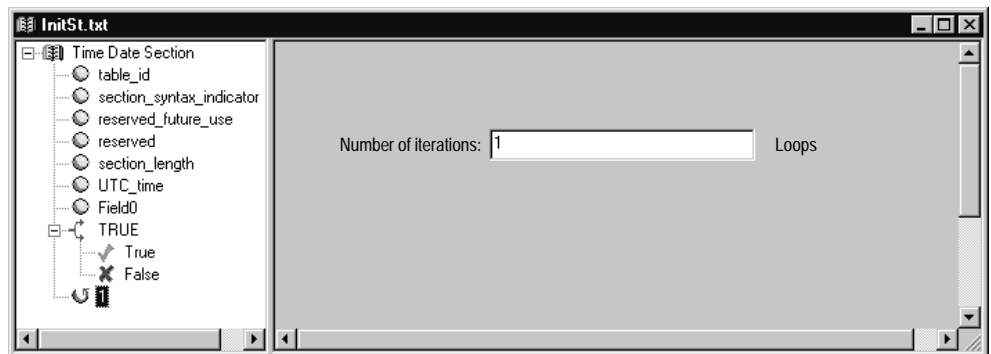 InitSt.txt
Time Date Section
table_id
section_syntax_indicator
reserved_future_use
reserved
section_length
UTC_time
Field0
TRUE
True
False
1
Number of iterations: 1 Loops